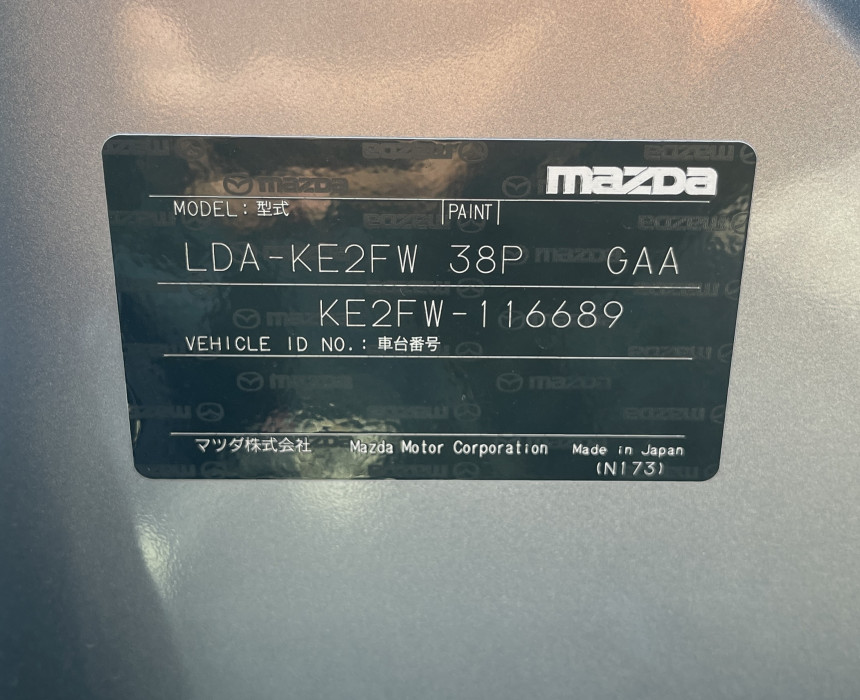 mazda
MODEL: 型式 PAINT
LDA-KE2FW 38P GAA
KE2FW-116689
VEHICLE ID NO.: 車台番号
マツダ株式会社 Mazda Motor Corporation Made in Japan
(N173)